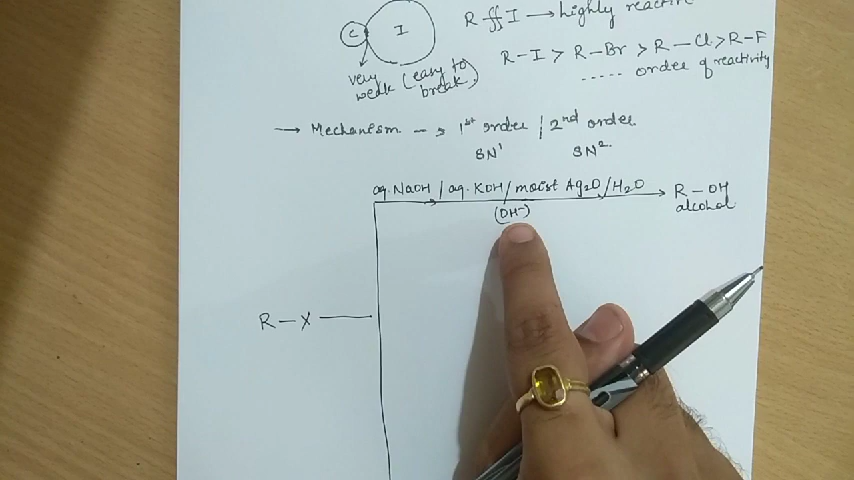 C I R ∬ I → highly reactive
very weak (easy to break)
R-I > R-Br > R-Cl > R-F
..... order of reactivity
→ Mechanism → 1st order / 2nd order
SN1 SN2
aq. NaOH / aq. KOH / moist Ag2O / H2O
(OH-)
R-OH
alcohol
R-X